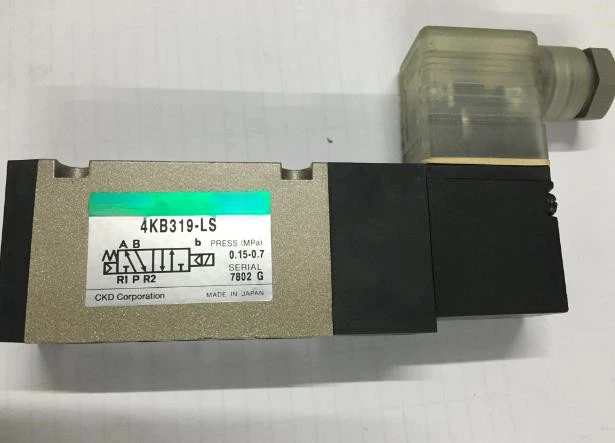 4KB319-LS
A B b PRESS (MPa)
0.15-0.7
SERIAL
R1 P R2 7802 G
CKD Corporation MADE IN JAPAN